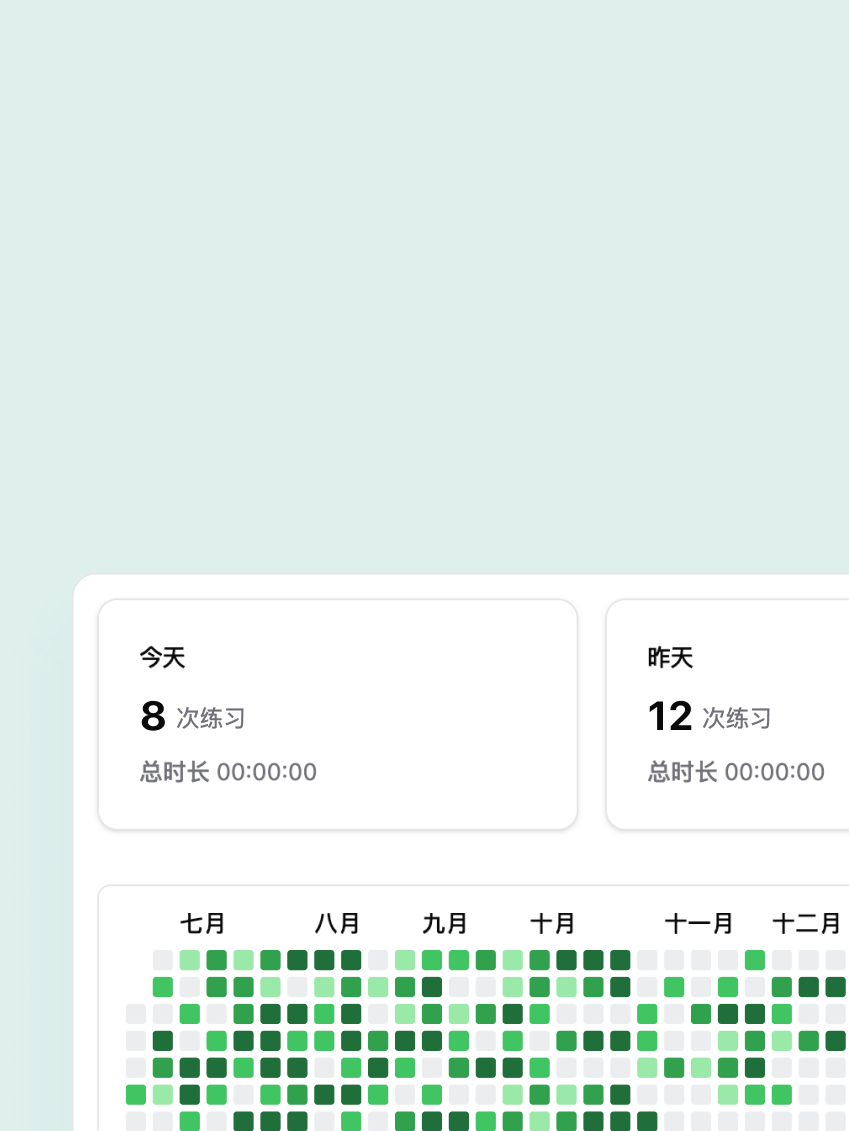 今天
8 次练习
总时长 00:00:00
昨天
12 次练习
总时长 00:00:00
七月 八月 九月 十月 十一月 十二月